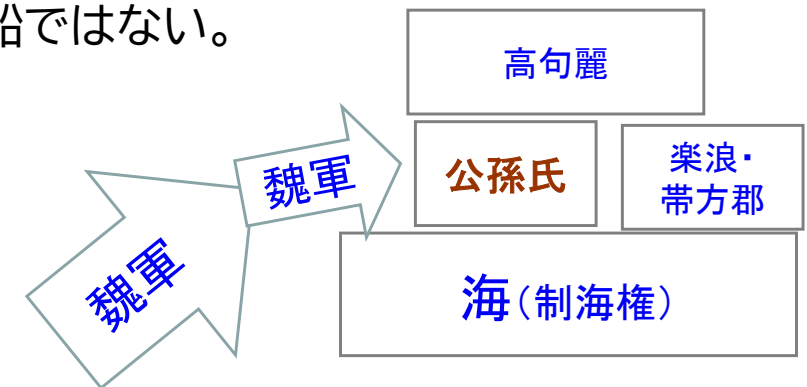 船ではない。
高句麗
公孫氏
楽浪・
帯方郡
魏軍
魏軍
海（制海権）